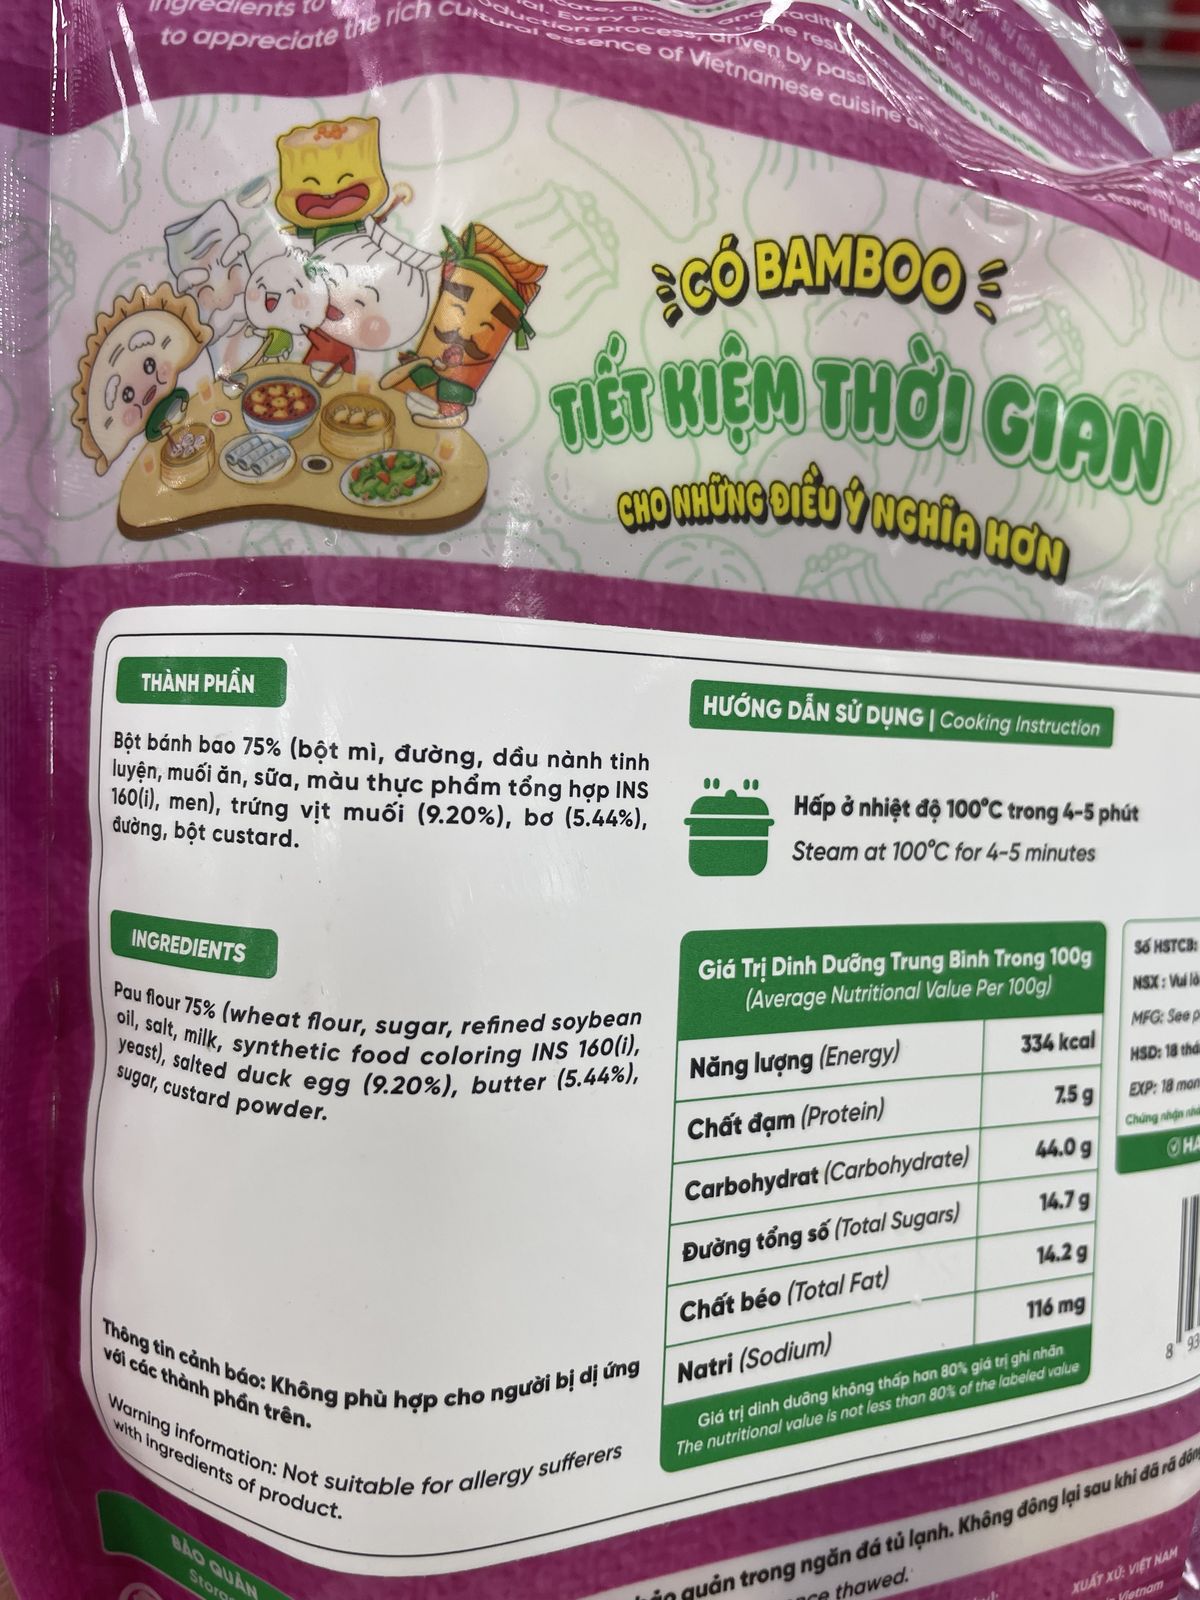 ingredients to
to appreciate the rich cultural essence of Vietnamese cuisine
production process, driven by
CÓ BAMBOO
TIẾT KIỆM THỜI GIAN
CHO NHỮNG ĐIỀU Ý NGHĨA HƠN
THÀNH PHẦN
Bột bánh bao 75% (bột mì, đường, dầu nành tinh
luyện, muối ăn, sữa, màu thực phẩm tổng hợp INS
160(i), men), trứng vịt muối (9.20%), bơ (5.44%),
đường, bột custard.
INGREDIENTS
Pau flour 75% (wheat flour, sugar, refined soybean
oil, salt, milk, synthetic food coloring INS 160(i),
yeast), salted duck egg (9.20%), butter (5.44%),
sugar, custard powder.
Thông tin cảnh báo: Không phù hợp cho người bị dị ứng
với các thành phần trên.
Warning information: Not suitable for allergy sufferers
with ingredients of product.
HƯỚNG DẪN SỬ DỤNG | Cooking Instruction
Hấp ở nhiệt độ 100°C trong 4-5 phút
Steam at 100°C for 4-5 minutes
Giá Trị Dinh Dưỡng Trung Bình Trong 100g
(Average Nutritional Value Per 100g)
Năng lượng (Energy) 334 kcal
Chất đạm (Protein) 7.5 g
Carbohydrat (Carbohydrate) 44.0 g
Đường tổng số (Total Sugars) 14.7 g
Chất béo (Total Fat) 14.2 g
Natri (Sodium) 116 mg
Giá trị dinh dưỡng không thấp hơn 80% giá trị ghi nhãn
The nutritional value is not less than 80% of the labeled value
Số HSTCB:
NSX: Vui
MFG: See
HSD: 18
EXP: 18
Chứng nhận
8 93
BẢO QUẢN
quản trong ngăn đá tủ lạnh. Không đông lại sau khi đã rã
thawed.
XUẤT XỨ: VIỆT NAM
Vietnam